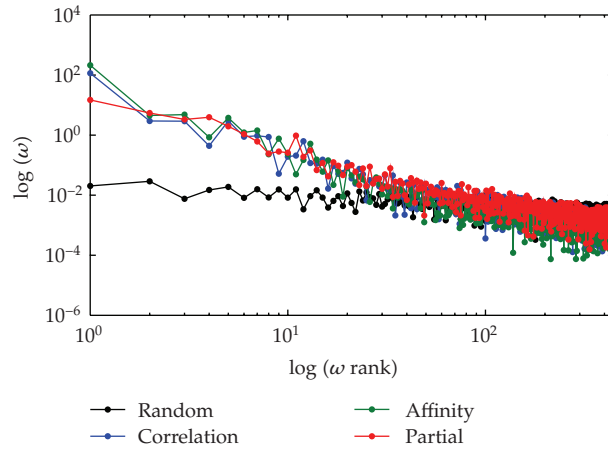 10^4
10^2
10^0
10^−2
10^−4
10^−6
log (ω)
10^0 10^1 10^2
log (ω rank)
Random Affinity
Correlation Partial